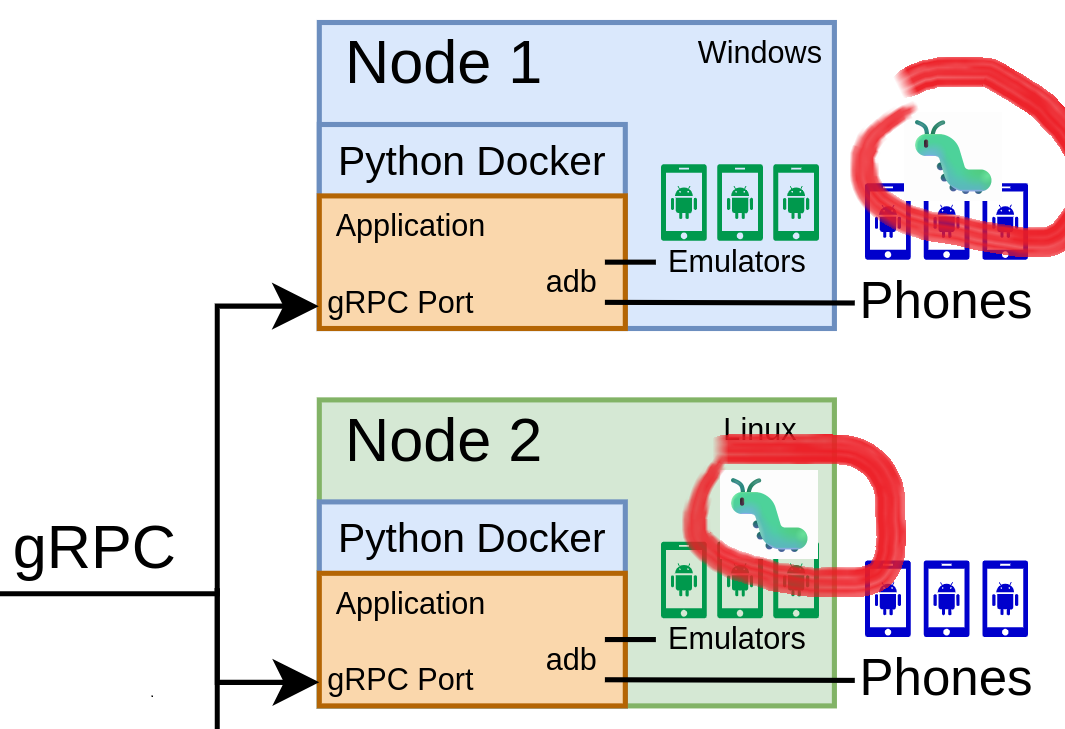 Node 1
Windows
Python Docker
Application
adb
Emulators
gRPC Port
Phones
Node 2
Linux
gRPC
Python Docker
Application
adb
Emulators
gRPC Port
Phones
.